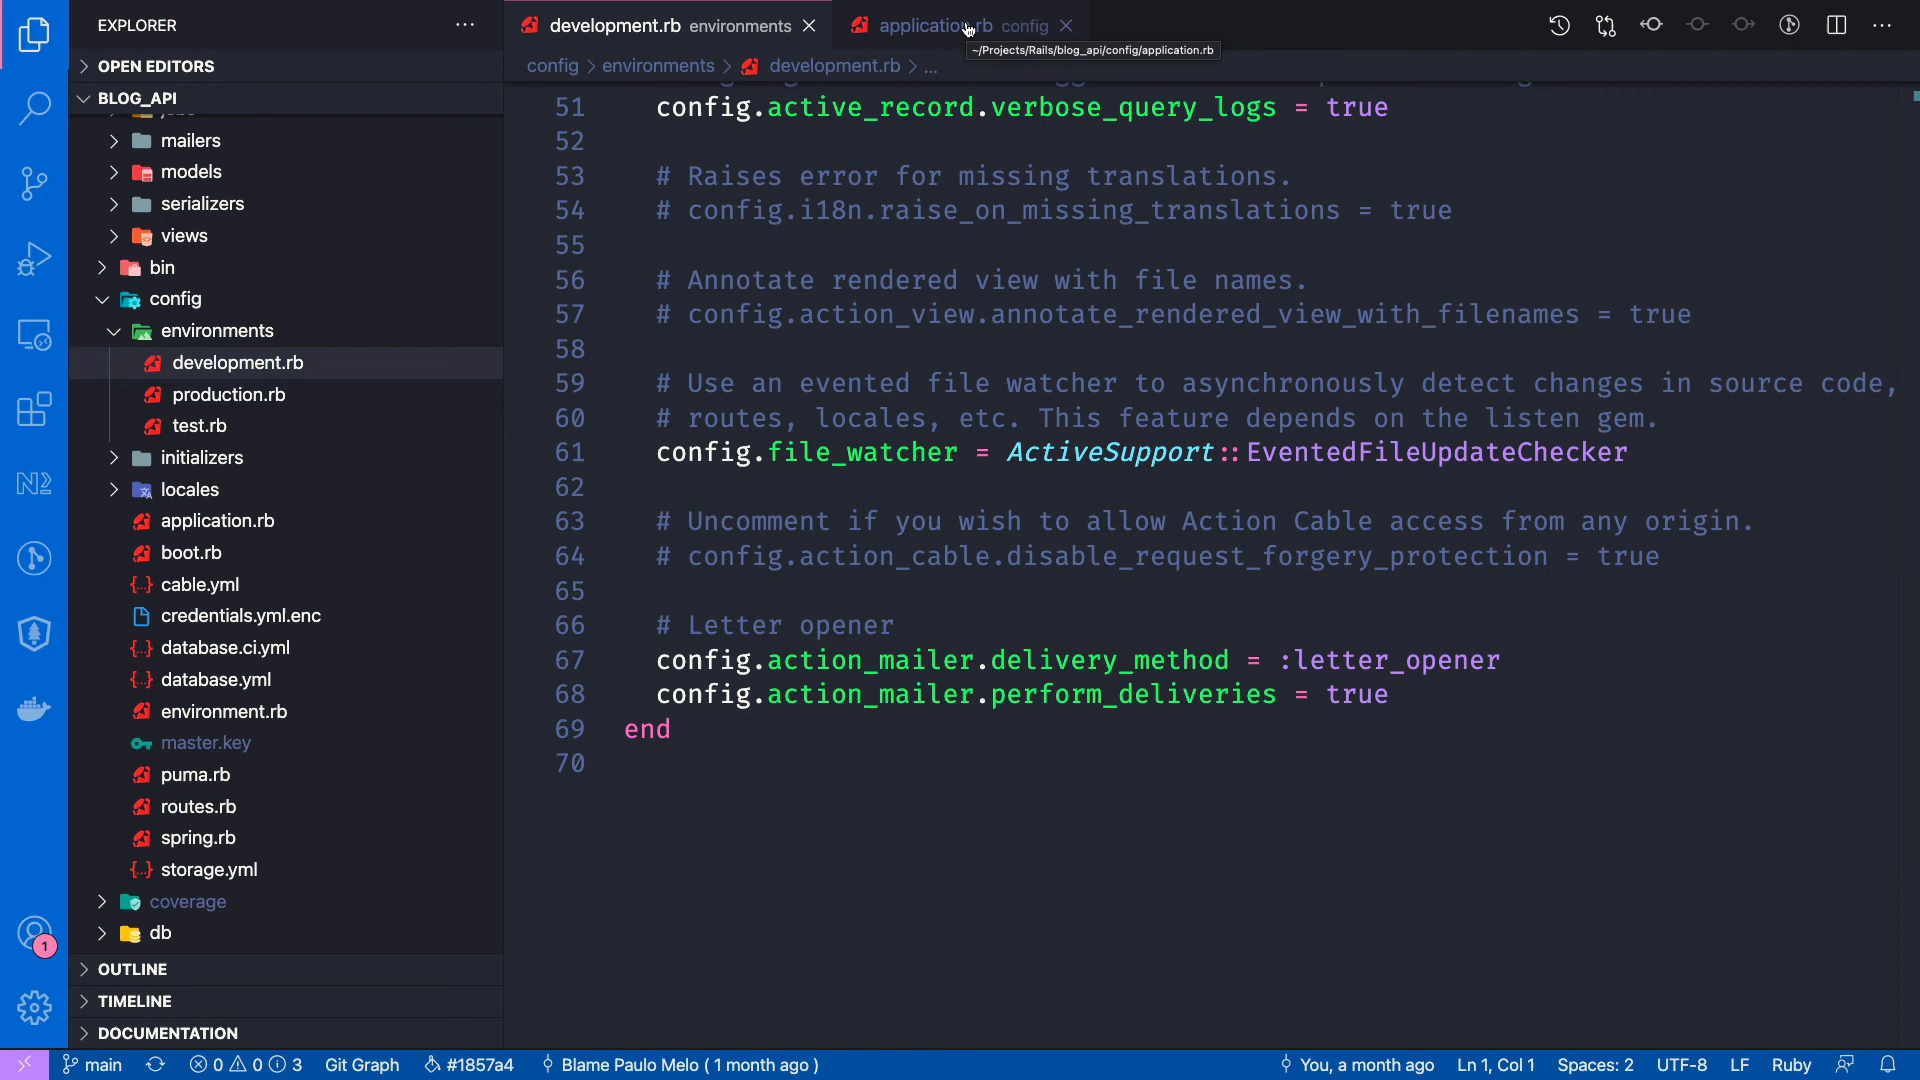 EXPLORER
OPEN EDITORS
BLOG_API
mailers
models
serializers
views
bin
config
environments
development.rb
production.rb
test.rb
initializers
locales
application.rb
boot.rb
cable.yml
credentials.yml.enc
database.ci.yml
database.yml
environment.rb
master.key
puma.rb
routes.rb
spring.rb
storage.yml
coverage
db
OUTLINE
TIMELINE
DOCUMENTATION
development.rb environments
application.rb config
~/Projects/Rails/blog_api/config/application.rb
config > environments > development.rb > ...
51 config.active_record.verbose_query_logs = true
52
53 # Raises error for missing translations.
54 # config.i18n.raise_on_missing_translations = true
55
56 # Annotate rendered view with file names.
57 # config.action_view.annotate_rendered_view_with_filenames = true
58
59 # Use an evented file watcher to asynchronously detect changes in source code,
60 # routes, locales, etc. This feature depends on the listen gem.
61 config.file_watcher = ActiveSupport::EventedFileUpdateChecker
62
63 # Uncomment if you wish to allow Action Cable access from any origin.
64 # config.action_cable.disable_request_forgery_protection = true
65
66 # Letter opener
67 config.action_mailer.delivery_method = :letter_opener
68 config.action_mailer.perform_deliveries = true
69 end
70
1
main 0 0 3 Git Graph #1857a4 Blame Paulo Melo ( 1 month ago ) You, a month ago Ln 1, Col 1 Spaces: 2 UTF-8 LF Ruby